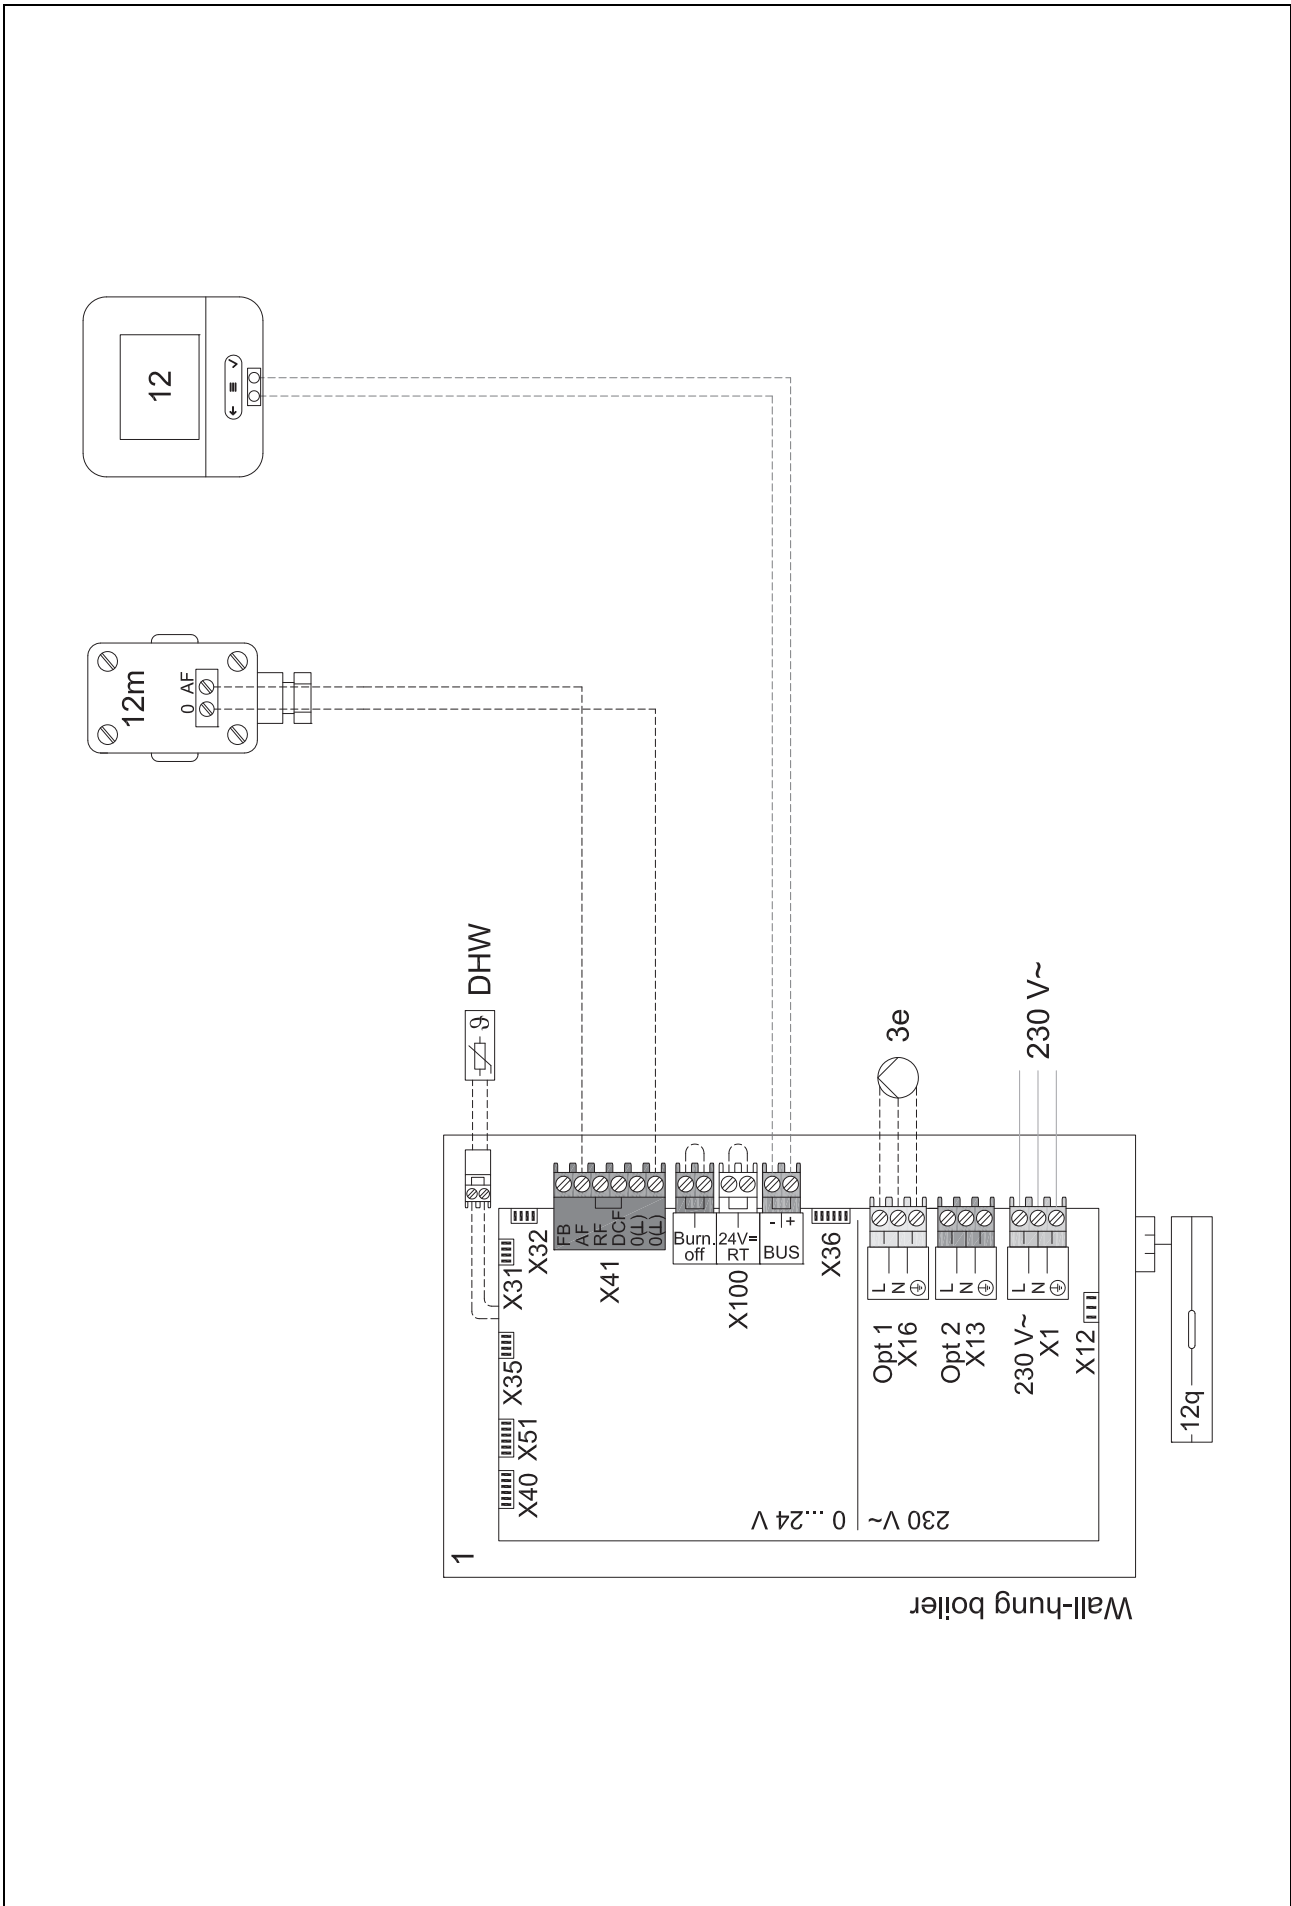 12
12m
0 AF
DHW
3e
230 V~
FB
AF
RF
DCF
0(⊥)
0(⊥)
X41
Burn.
off
24V=
RT
X100
- +
BUS
X32
X31
X35
X51
X40
X36
L
N
Opt 1
X16
L
N
Opt 2
X13
L
N
230 V~
X1
X12
12q
0 ...24 V
230 V~
1
Wall-hung boiler
ϑ